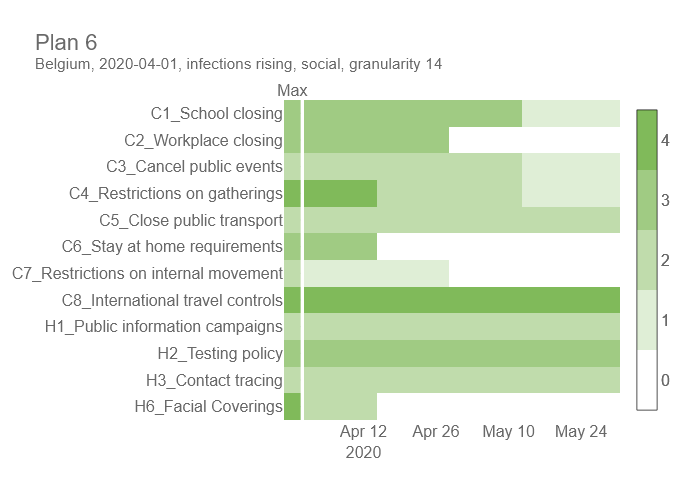 Plan 6
Belgium, 2020-04-01, infections rising, social, granularity 14
Max
C1_School closing
C2_Workplace closing
C3_Cancel public events
C4_Restrictions on gatherings
C5_Close public transport
C6_Stay at home requirements
C7_Restrictions on internal movement
C8_International travel controls
H1_Public information campaigns
H2_Testing policy
H3_Contact tracing
H6_Facial Coverings
Apr 12 Apr 26 May 10 May 24
2020
4
3
2
1
0